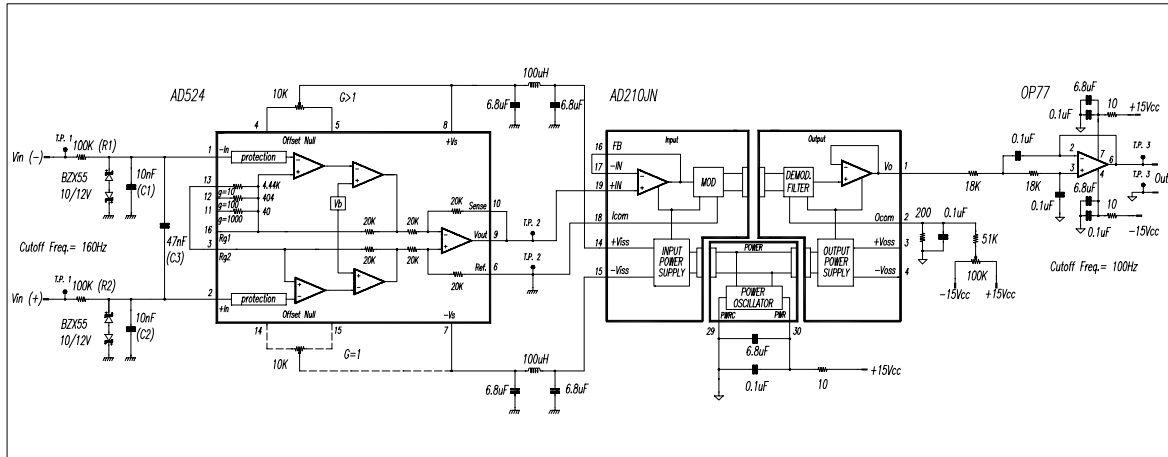 AD524
AD210JN
OP77
100uH
10K
G>1
6.8uF
6.8uF
6.8uF
0.1uF
10
+15Vcc
4
5
8
Offset Null
+Vs
Input
Output
T.P. 1
Vin (-)
100K (R1)
BZX55
10/12V
10nF
(C1)
1
-In
protection
13
4.44K
12
g=10
404
11
g=100
40
g=1000
16
Rg1
3
Rg2
47nF
(C3)
Cutoff Freq.= 160Hz
Vb
20K
20K
20K
20K
20K
20K
Sense
10
Vout
9
Ref.
6
T.P. 2
T.P. 2
T.P. 1
Vin (+)
100K (R2)
BZX55
10/12V
10nF
(C2)
2
+In
protection
Offset Null
-Vs
14
15
7
10K
G=1
100uH
6.8uF
6.8uF
16
FB
17
-IN
19
+IN
18
Icom
14
+Viss
15
-Viss
MOD
INPUT
POWER
SUPPLY
DEMOD.
FILTER
Vo
1
Ocom
2
+Voss
3
-Voss
4
OUTPUT
POWER
SUPPLY
POWER
POWER
OSCILLATOR
PWRC
PWR
29
30
6.8uF
0.1uF
10
+15Vcc
200
0.1uF
51K
100K
-15Vcc
+15Vcc
18K
18K
0.1uF
0.1uF
2
3
7
6
4
T.P. 3
T.P. 3
Out
6.8uF
0.1uF
10
-15Vcc
Cutoff Freq.= 100Hz